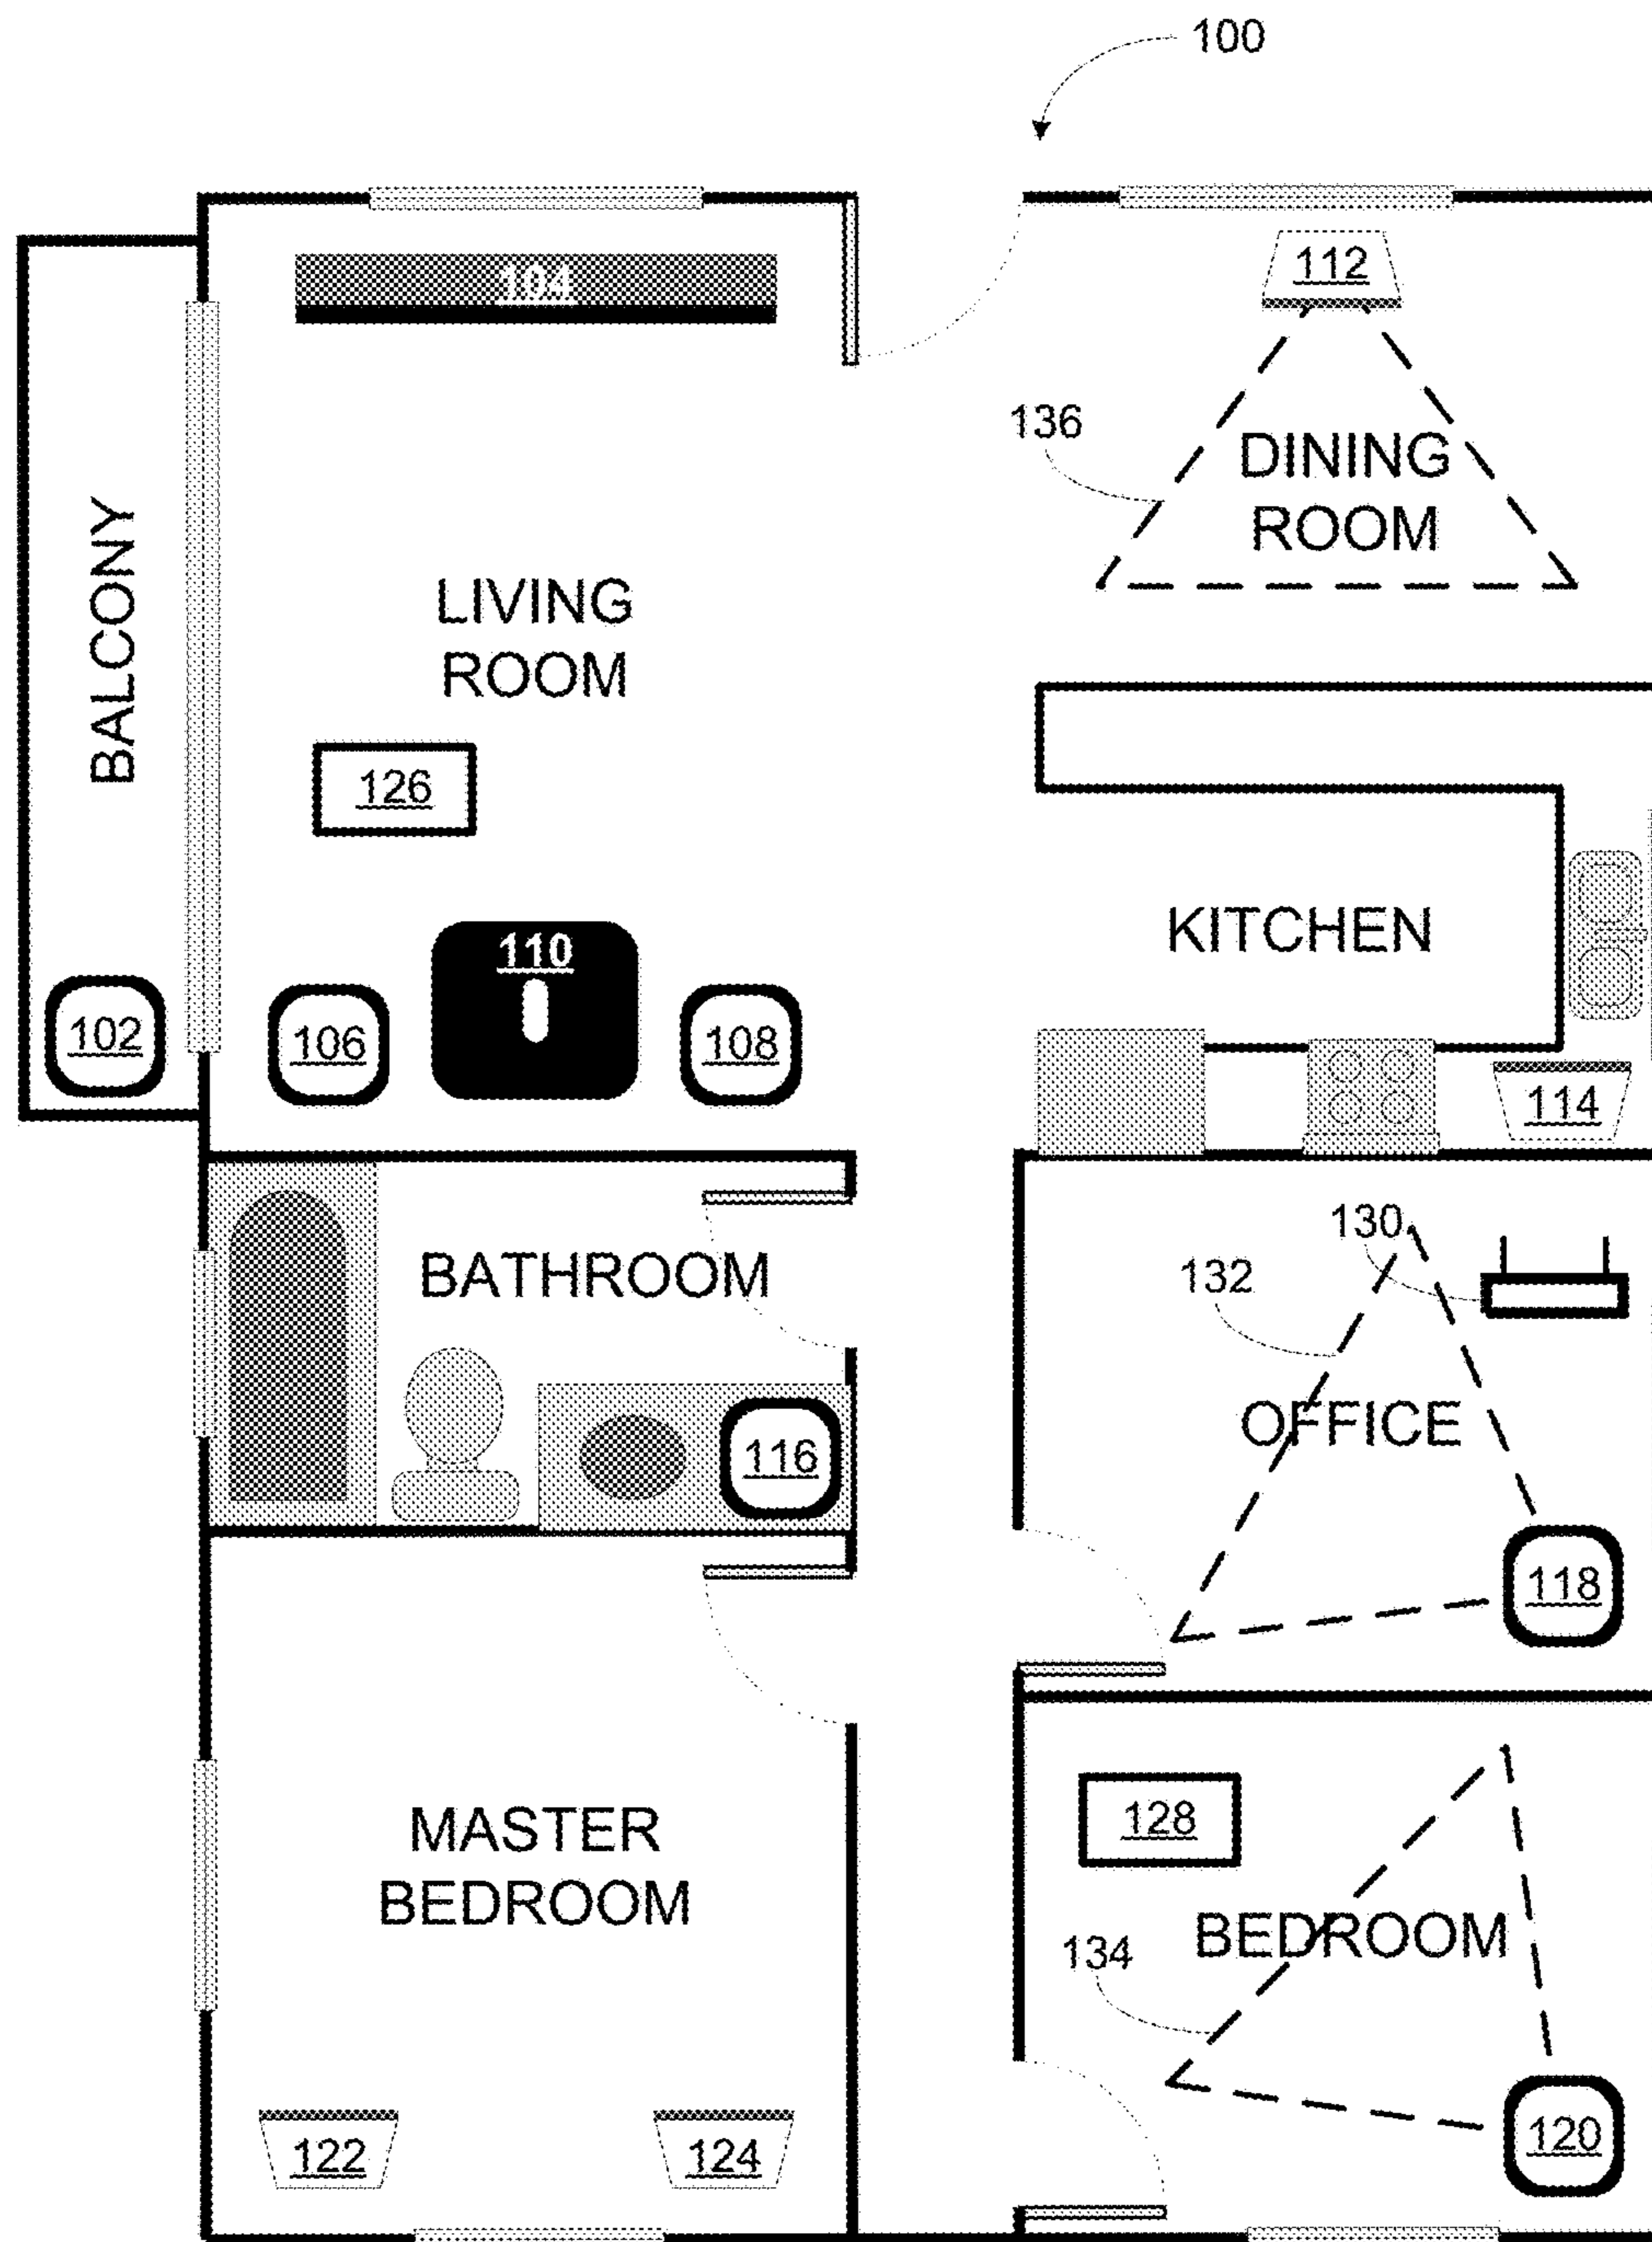 100
104
112
136
DINING
ROOM
BALCONY
LIVING
ROOM
126
KITCHEN
110
102
106
108
114
130
132
BATHROOM
OFFICE
116
118
MASTER
BEDROOM
128
BEDROOM
134
122
124
120